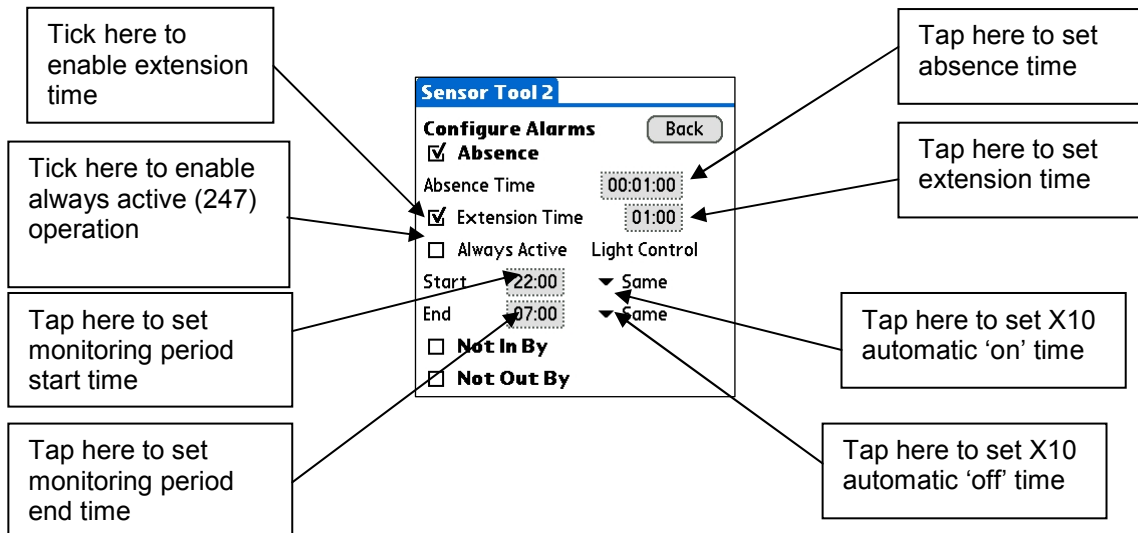 Tick here to
enable extension
time
Tick here to enable
always active (247)
operation
Tap here to set
monitoring period
start time
Tap here to set
monitoring period
end time
Sensor Tool 2
Configure Alarms Back
Absence
Absence Time 00:01:00
Extension Time 01:00
Always Active Light Control
Start 22:00 Same
End 07:00 Same
Not In By
Not Out By
Tap here to set
absence time
Tap here to set
extension time
Tap here to set X10
automatic ‘on’ time
Tap here to set X10
automatic ‘off’ time